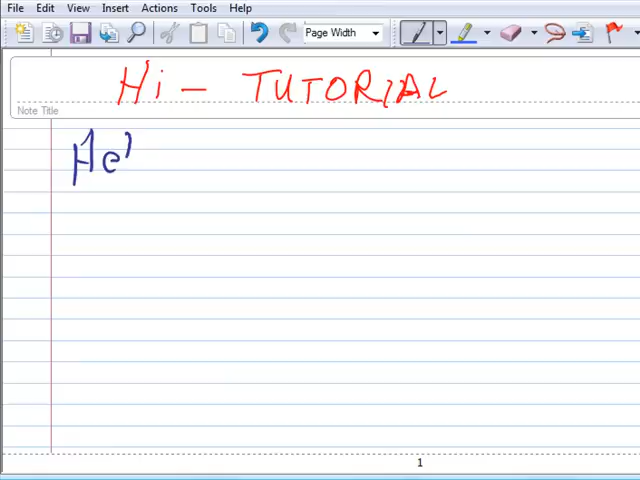 File Edit View Insert Actions Tools Help
Page Width
Hi - TUTORIAL
Note Title
He'
1